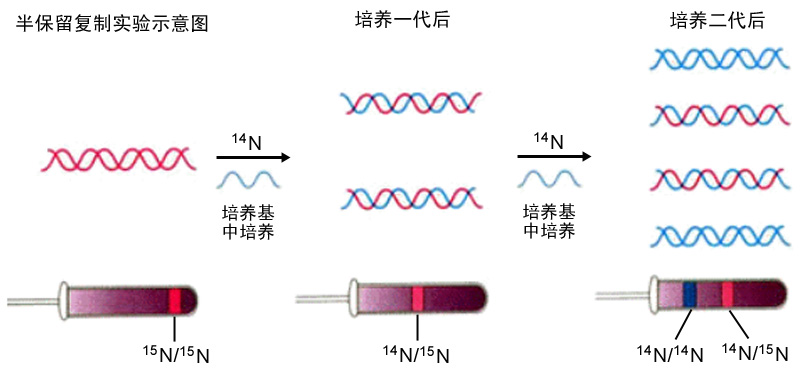 半保留复制实验示意图
培养一代后
培养二代后
¹⁴N
培养基
中培养
¹⁴N
培养基
中培养
¹⁵N/¹⁵N
¹⁴N/¹⁵N
¹⁴N/¹⁴N
¹⁴N/¹⁵N